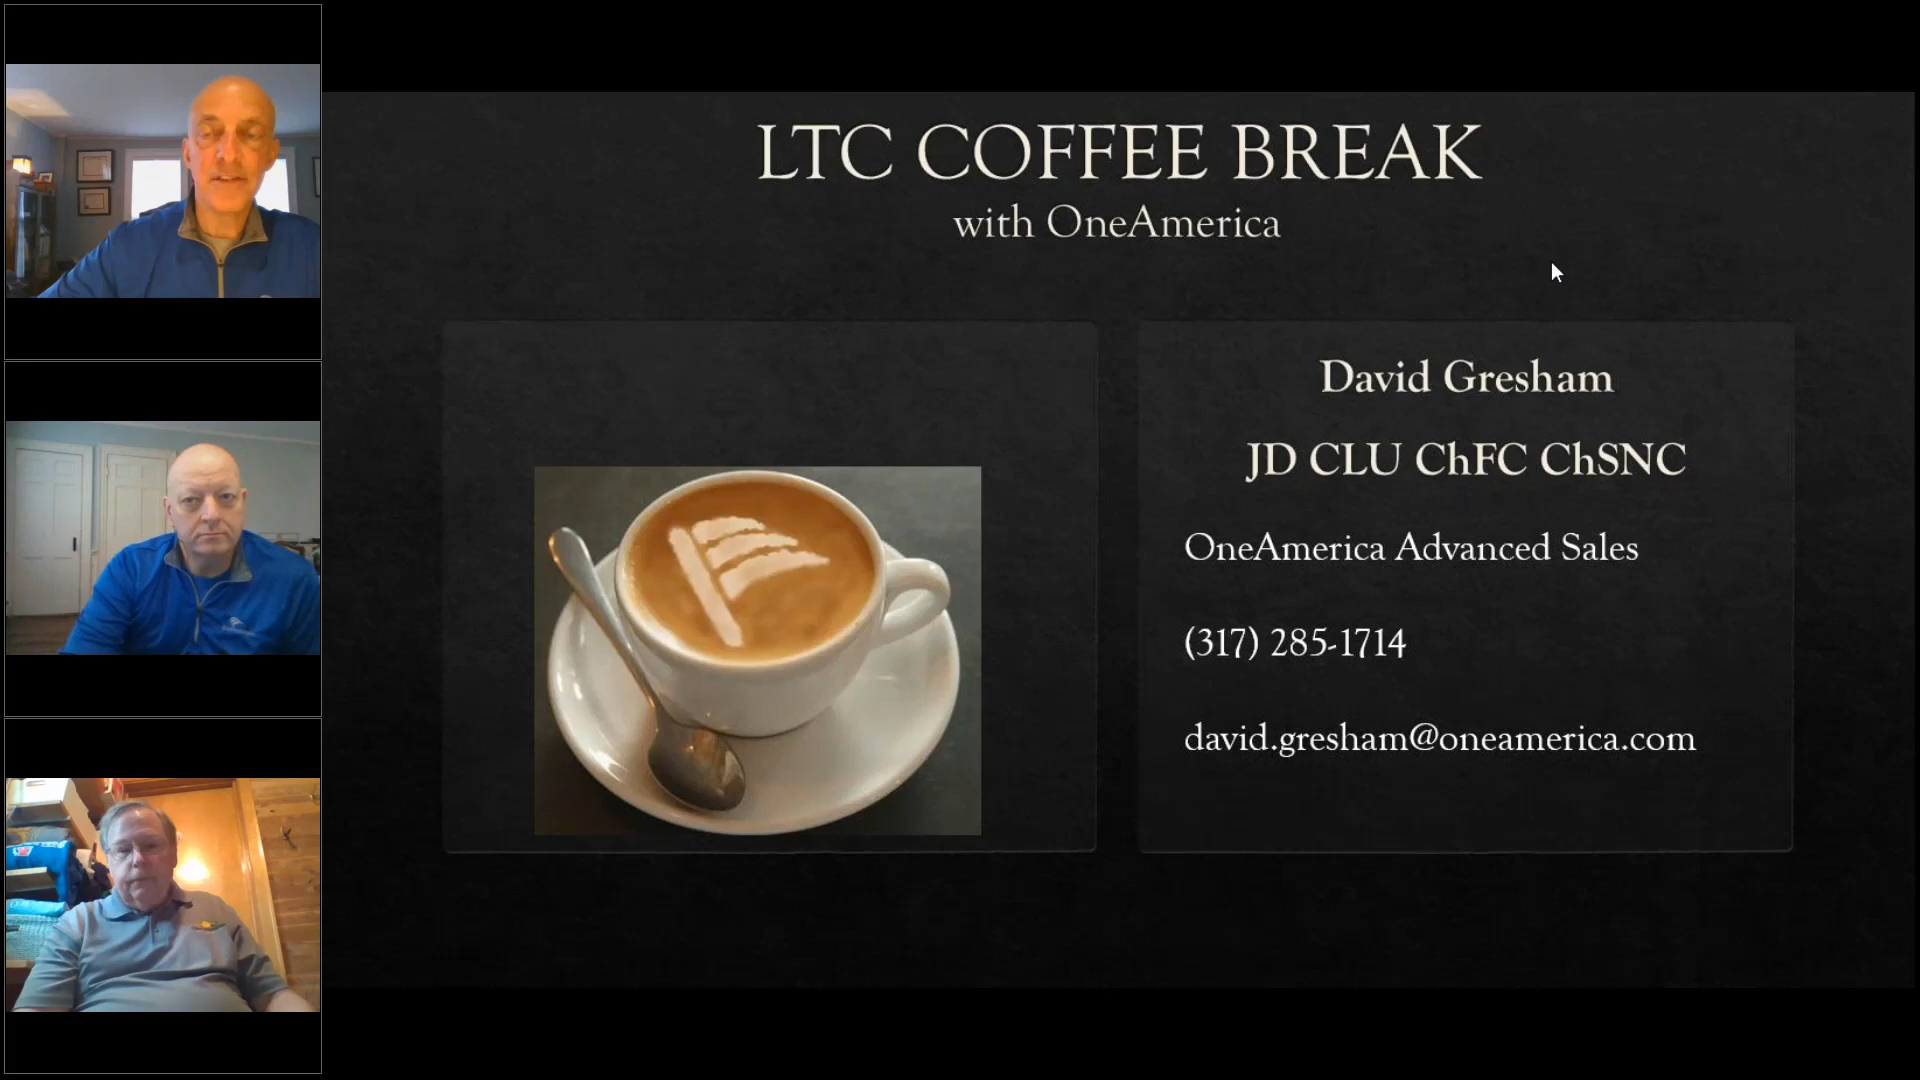 LTC COFFEE BREAK
with OneAmerica
David Gresham
JD CLU ChFC ChSNC
OneAmerica Advanced Sales
(317) 285-1714
david.gresham@oneamerica.com